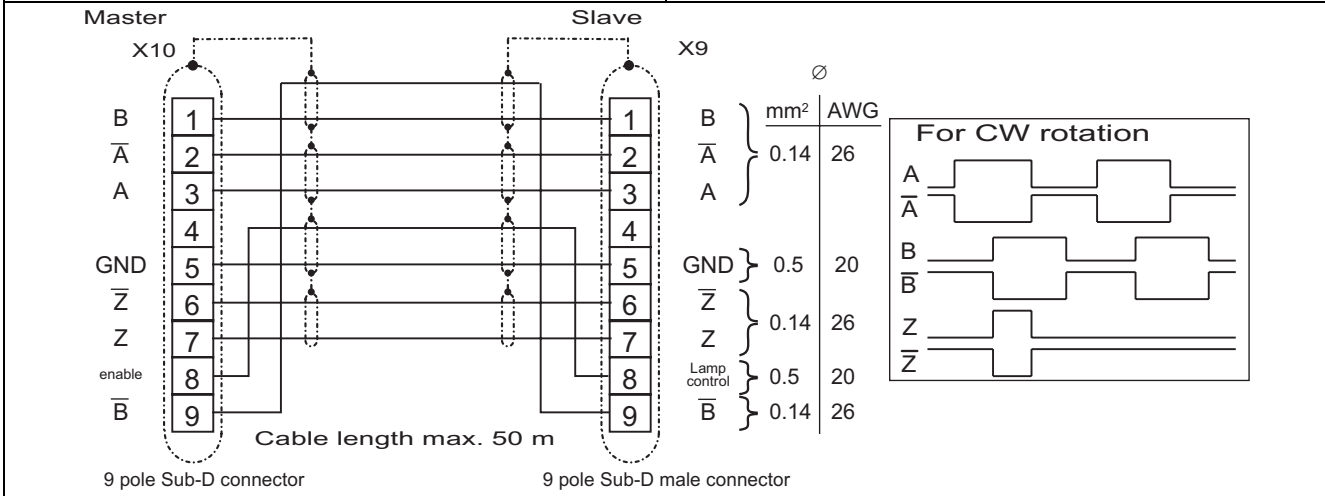 Master Slave
X10 X9
⌀
mm² AWG
B 1 1 B
A̅ 2 2 A̅ 0.14 26
A 3 3 A
4 4
GND 5 5 GND 0.5 20
Z̅ 6 6 Z̅
0.14 26
Z 7 7 Z
enable 8 8 Lamp control 0.5 20
B̅ 9 9 B̅ 0.14 26
Cable length max. 50 m
9 pole Sub-D connector 9 pole Sub-D male connector
For CW rotation
A
A̅
B
B̅
Z
Z̅